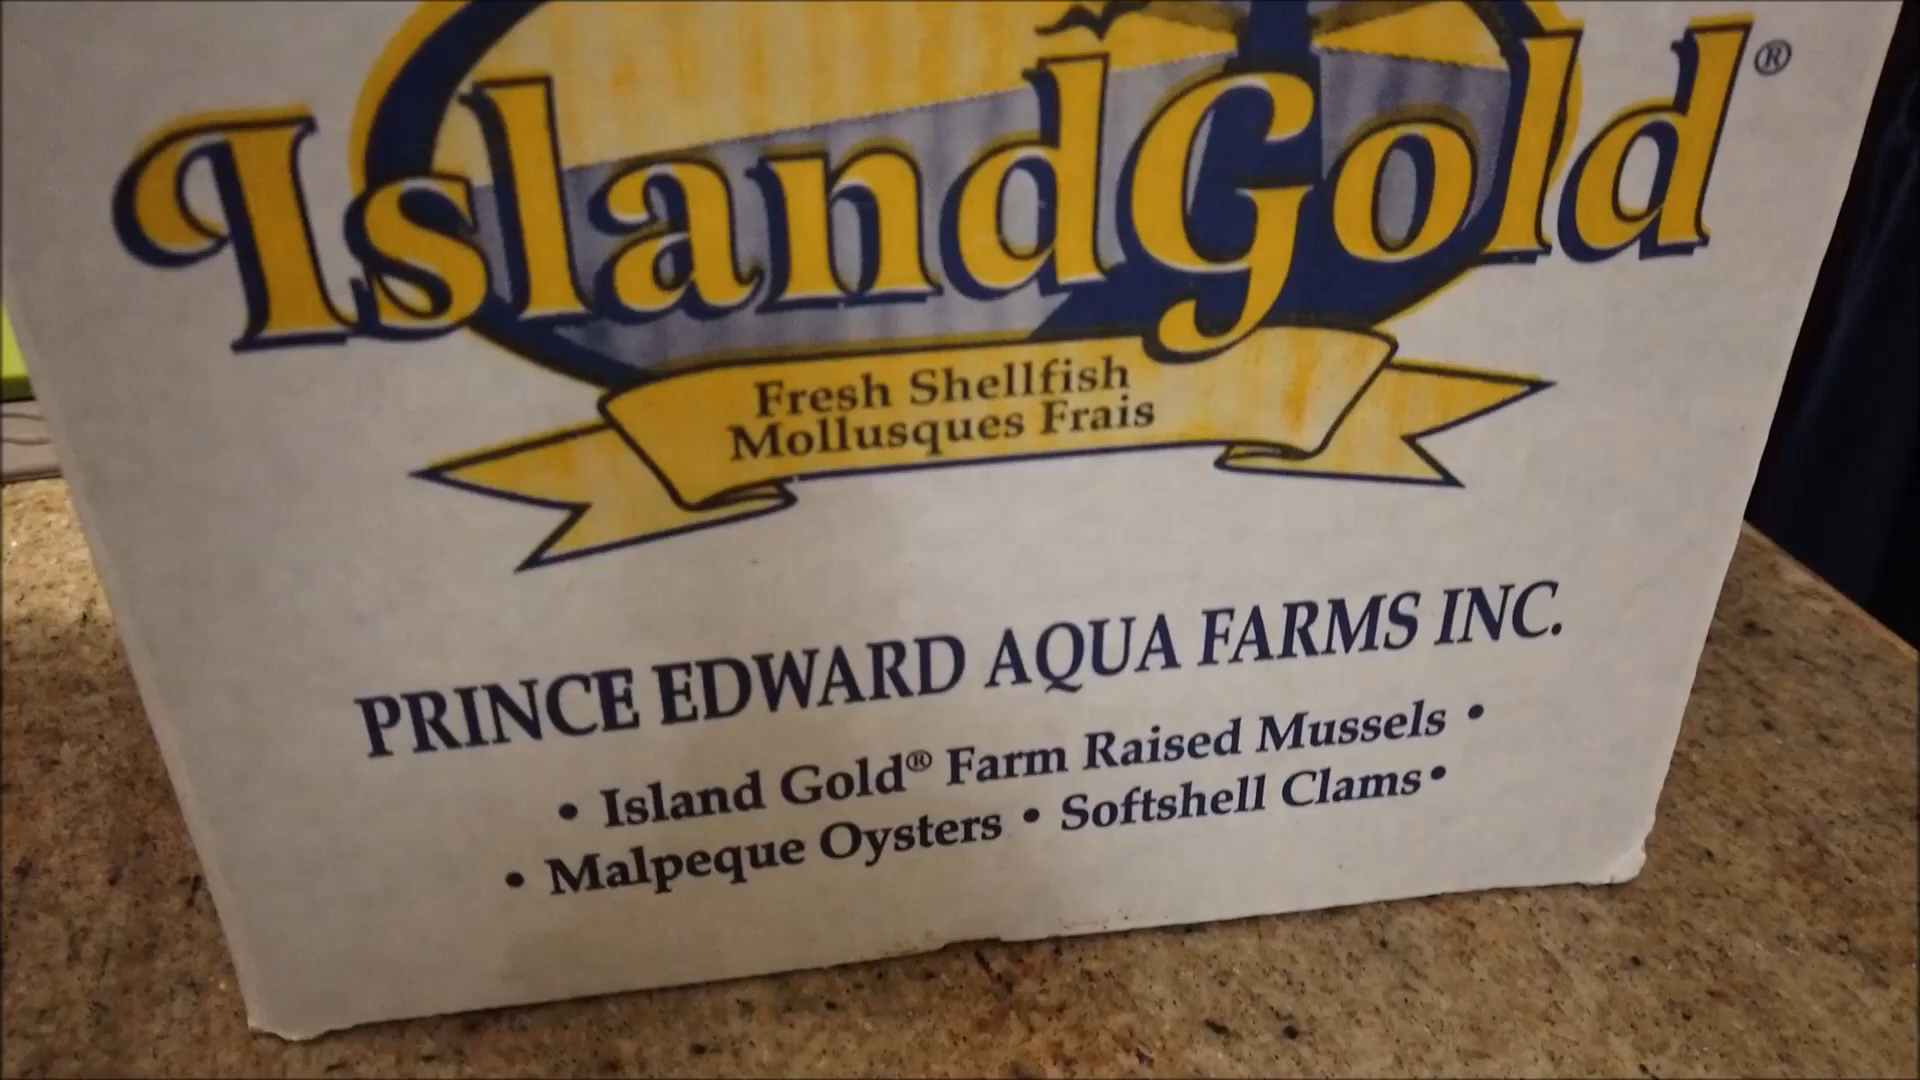 IslandGold®
Fresh Shellfish
Mollusques Frais
PRINCE EDWARD AQUA FARMS INC.
• Island Gold® Farm Raised Mussels •
• Malpeque Oysters • Softshell Clams •